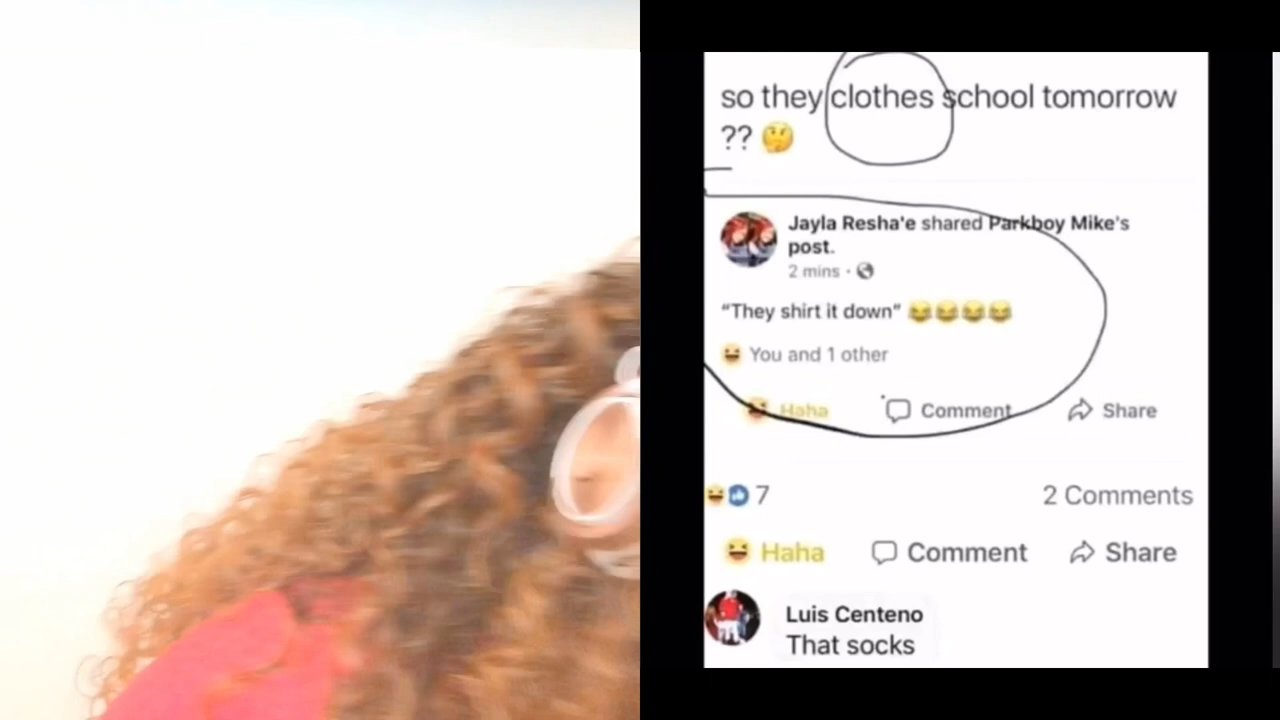 so they clothes school tomorrow
?? 🤔
Jayla Resha'e shared Parkboy Mike's
post.
2 mins ·
“They shirt it down” 😂😂😂😂
You and 1 other
Haha Comment Share
7 2 Comments
Haha Comment Share
Luis Centeno
That socks